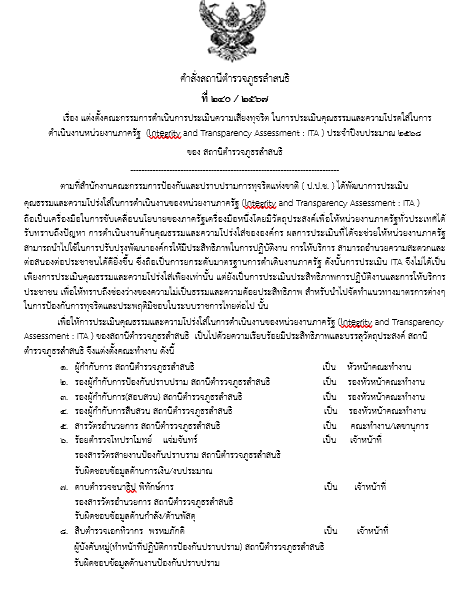 คำสั่งสถานีตำรวจภูธรสำสนธิ
ที่ ๒๔๐ / ๒๕๖๗
เรื่อง แต่งตั้งคณะกรรมการดำเนินการประเมินความเสี่ยงทุจริต ในการประเมินคุณธรรมและความโปร่งใสในการ
ดำเนินงานหน่วยงานภาครัฐ (Integrity and Transparency Assessment : ITA ) ประจำปีงบประมาณ ๒๕๖๘
ของ สถานีตำรวจภูธรสำสนธิ
ตามที่สำนักงานคณะกรรมการป้องกันและปราบปรามการทุจริตแห่งชาติ ( ป.ป.ช. ) ได้พัฒนาการประเมิน
คุณธรรมและความโปร่งใสในการดำเนินงานของหน่วยงานภาครัฐ (Integrity and Transparency Assessment : ITA )
ถือเป็นเครื่องมือในการขับเคลื่อนนโยบายของภาครัฐเครื่องมือหนึ่งโดยมีวัตถุประสงค์เพื่อให้หน่วยงานภาครัฐทั่วประเทศได้
รับทราบถึงปัญหา การดำเนินงานด้านคุณธรรมและความโปร่งใสขององค์กร ผลการประเมินที่ได้จะช่วยให้หน่วยงานภาครัฐ
สามารถนำไปใช้ในการปรับปรุงพัฒนาองค์กรให้มีประสิทธิภาพในการปฏิบัติงาน การให้บริการ สามารถอำนวยความสะดวกและ
ต่อสนองต่อประชาชนได้ดียิ่งขึ้น ซึ่งถือเป็นการยกระดับมาตรฐานการดำเนินงานภาครัฐ ดังนั้นการประเมิน ITA จึงไม่ได้เป็น
เพียงการประเมินคุณธรรมและความโปร่งใสเพียงเท่านั้น แต่ยังเป็นการประเมินประสิทธิภาพการปฏิบัติงานและการให้บริการ
ประชาชน เพื่อให้ทราบถึงช่องว่างของความไม่เป็นธรรมและความด้อยประสิทธิภาพ สำหรับนำไปจัดทำแนวทางมาตรการต่างๆ
ในการป้องกันการทุจริตและประพฤติมิชอบในระบบราชการไทยต่อไป นั้น
เพื่อให้การประเมินคุณธรรมและความโปร่งใสในการดำเนินงานของหน่วยงานภาครัฐ (Integrity and Transparency
Assessment : ITA ) ของสถานีตำรวจภูธรสำสนธิ เป็นไปด้วยความเรียบร้อยมีประสิทธิภาพและบรรลุวัตถุประสงค์ สถานี
ตำรวจภูธรสำสนธิ จึงแต่งตั้งคณะทำงาน ดังนี้
๑. ผู้กำกับการ สถานีตำรวจภูธรสำสนธิ เป็น หัวหน้าคณะทำงาน
๒. รองผู้กำกับการป้องกันปราบปราม สถานีตำรวจภูธรสำสนธิ เป็น รองหัวหน้าคณะทำงาน
๓. รองผู้กำกับการ(สอบสวน) สถานีตำรวจภูธรสำสนธิ เป็น รองหัวหน้าคณะทำงาน
๔. รองผู้กำกับการสืบสวน สถานีตำรวจภูธรสำสนธิ เป็น รองหัวหน้าคณะทำงาน
๕. สารวัตรอำนวยการ สถานีตำรวจภูธรสำสนธิ เป็น คณะทำงาน/เลขานุการ
๖. ร้อยตำรวจโทปราโมทย์ แจ่มจันทร์ เป็น เจ้าหน้าที่
รองสารวัตรสายงานป้องกันปราบปราม สถานีตำรวจภูธรสำสนธิ
รับผิดชอบข้อมูลด้านการเงิน/งบประมาณ
๗. ดาบตำรวจชนาธิป พิทักษ์การ เป็น เจ้าหน้าที่
รองสารวัตรอำนวยการ สถานีตำรวจภูธรสำสนธิ
รับผิดชอบข้อมูลด้านกำลัง/ด้านพัสดุ
๘. สิบตำรวจเอกทิวากร พรหมภักดี เป็น เจ้าหน้าที่
ผู้บังคับหมู่(ทำหน้าที่ปฏิบัติการป้องกันปราบปราม) สถานีตำรวจภูธรสำสนธิ
รับผิดชอบข้อมูลด้านงานป้องกันปราบปราม